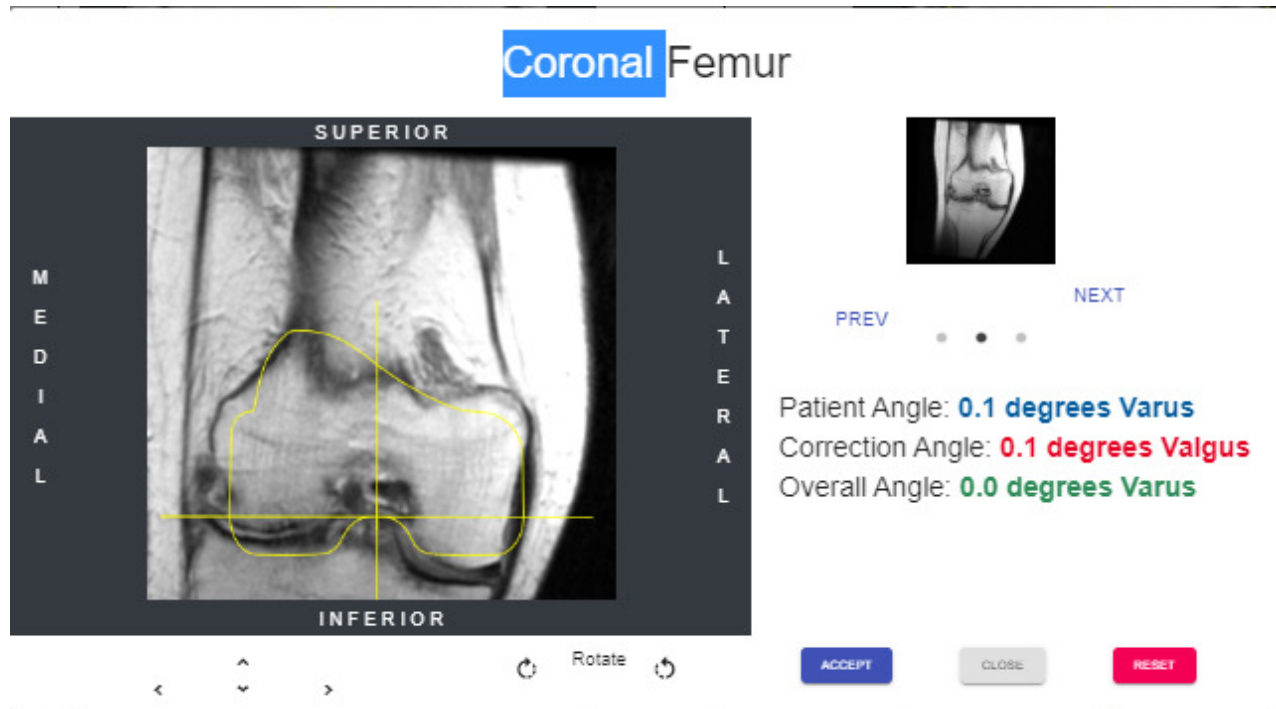 Coronal Femur
SUPERIOR
MEDIAL
LATERAL
INFERIOR
PREV
NEXT
Patient Angle: 0.1 degrees Varus
Correction Angle: 0.1 degrees Valgus
Overall Angle: 0.0 degrees Varus
Rotate
ACCEPT
CLOSE
RESET